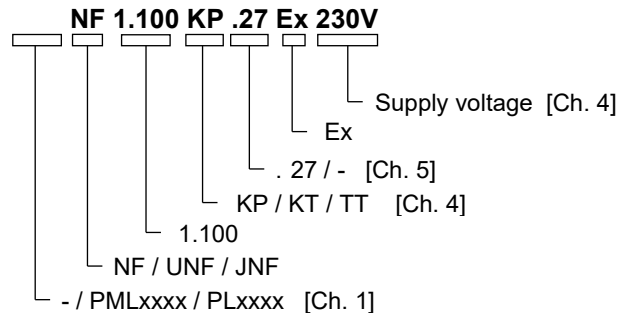 NF 1.100 KP .27 Ex 230V
Supply voltage [Ch. 4]
Ex
. 27 / - [Ch. 5]
KP / KT / TT [Ch. 4]
1.100
NF / UNF / JNF
- / PMLxxxx / PLxxxx [Ch. 1]